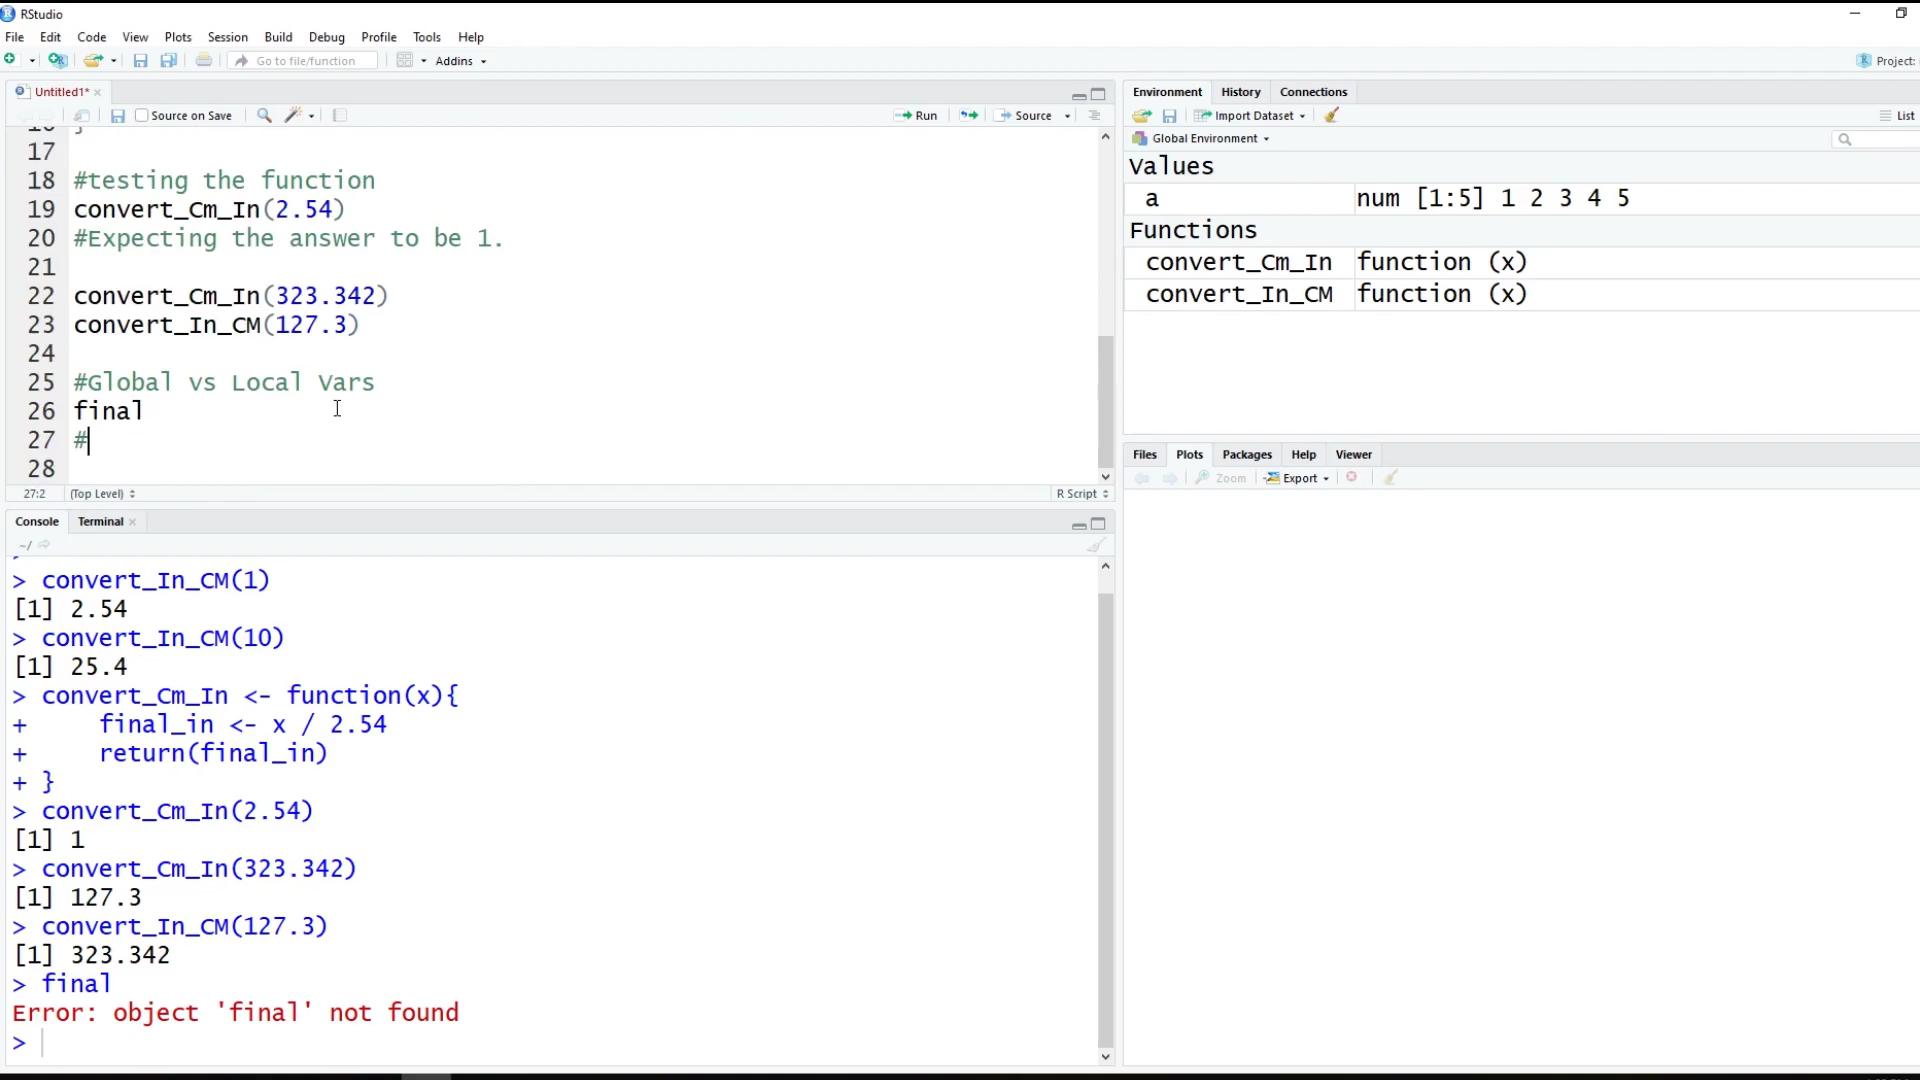 RStudio
File Edit Code View Plots Session Build Debug Profile Tools Help
Go to file/function Addins Project:
Untitled1*
Source on Save Run Source
17
18 #testing the function
19 convert_Cm_In(2.54)
20 #Expecting the answer to be 1.
21
22 convert_Cm_In(323.342)
23 convert_In_CM(127.3)
24
25 #Global vs Local Vars
26 final
27 #
28
27:2 (Top Level) R Script
Console Terminal
~/
> convert_In_CM(1)
[1] 2.54
> convert_In_CM(10)
[1] 25.4
> convert_Cm_In <- function(x){
+     final_in <- x / 2.54
+     return(final_in)
+ }
> convert_Cm_In(2.54)
[1] 1
> convert_Cm_In(323.342)
[1] 127.3
> convert_In_CM(127.3)
[1] 323.342
> final
Error: object 'final' not found
>
Environment History Connections
Import Dataset List
Global Environment
Values
a num [1:5] 1 2 3 4 5
Functions
convert_Cm_In function (x)
convert_In_CM function (x)
Files Plots Packages Help Viewer
Zoom Export